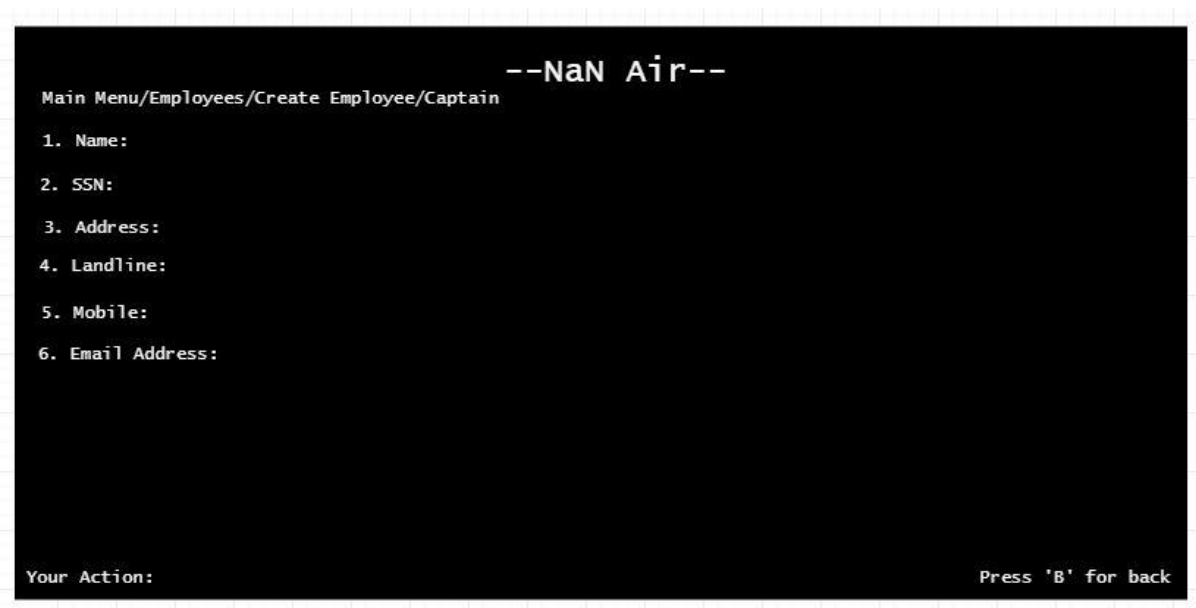 --NaN Air--
Main Menu/Employees/Create Employee/Captain
1. Name:
2. SSN:
3. Address:
4. Landline:
5. Mobile:
6. Email Address:
Your Action:
Press 'B' for back